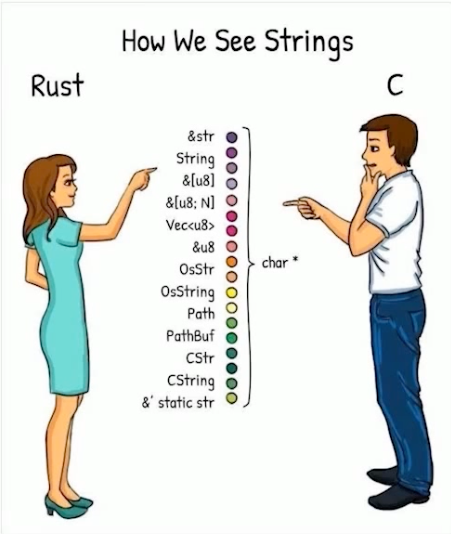 How We See Strings
Rust
C
&str
String
&[u8]
&[u8; N]
Vec<u8>
&u8
OsStr
OsString
Path
PathBuf
CStr
CString
&' static str
char *